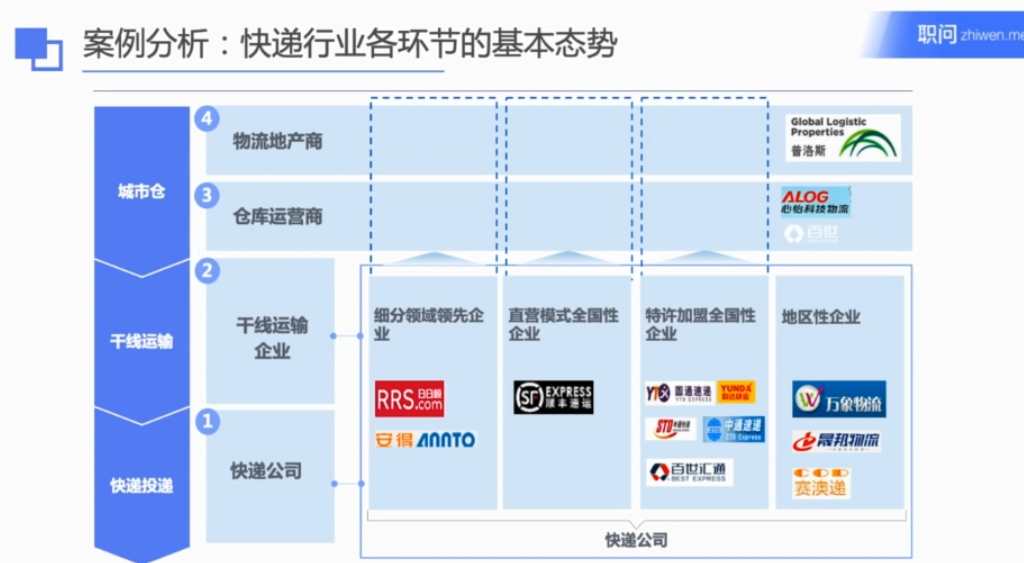 案例分析：快递行业各环节的基本态势
职问 zhiwen.me
城市仓
干线运输
快递投递
4
物流地产商
Global Logistic
Properties
普洛斯
3
仓库运营商
ALOG
心怡科技物流
百世
2
干线运输
企业
1
快递公司
细分领域领先企
业
RRS.com
日日顺
安得 ANNTO
直营模式全国性
企业
SF EXPRESS
顺丰速运
特许加盟全国性
企业
YTO 圆通速递
YTO EXPRESS
YUNDA
韵达快运
STO
中通速递
ZTO Express
百世汇通
BEST EXPRESS
地区性企业
万象物流
晟邦物流
COD
赛澳递
快递公司